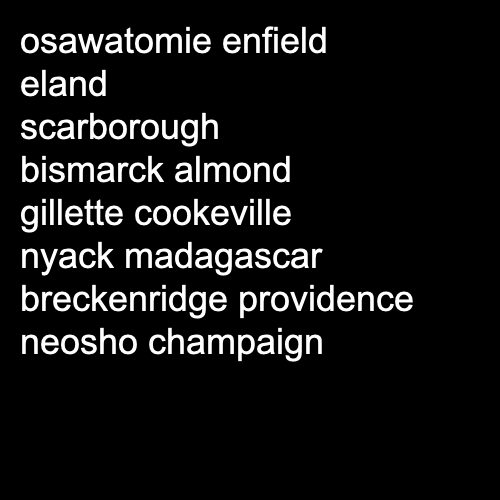 osawatomie enfield
eland
scarborough
bismarck almond
gillette cookeville
nyack madagascar
breckenridge providence
neosho champaign